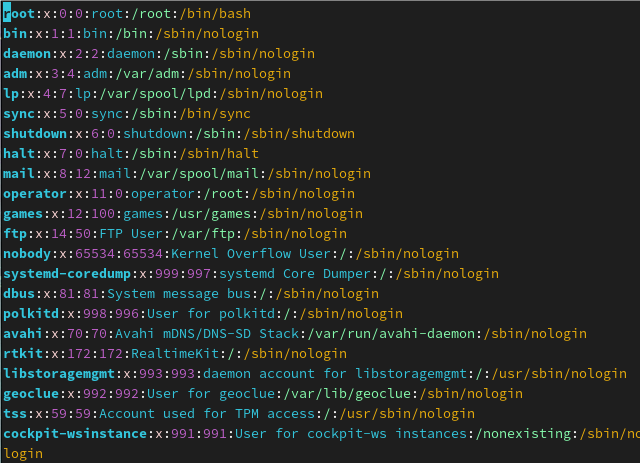 root:x:0:0:root:/root:/bin/bash
bin:x:1:1:bin:/bin:/sbin/nologin
daemon:x:2:2:daemon:/sbin:/sbin/nologin
adm:x:3:4:adm:/var/adm:/sbin/nologin
lp:x:4:7:lp:/var/spool/lpd:/sbin/nologin
sync:x:5:0:sync:/sbin:/bin/sync
shutdown:x:6:0:shutdown:/sbin:/sbin/shutdown
halt:x:7:0:halt:/sbin:/sbin/halt
mail:x:8:12:mail:/var/spool/mail:/sbin/nologin
operator:x:11:0:operator:/root:/sbin/nologin
games:x:12:100:games:/usr/games:/sbin/nologin
ftp:x:14:50:FTP User:/var/ftp:/sbin/nologin
nobody:x:65534:65534:Kernel Overflow User:/:/sbin/nologin
systemd-coredump:x:999:997:systemd Core Dumper:/:/sbin/nologin
dbus:x:81:81:System message bus:/:/sbin/nologin
polkitd:x:998:996:User for polkitd:/:/sbin/nologin
avahi:x:70:70:Avahi mDNS/DNS-SD Stack:/var/run/avahi-daemon:/sbin/nologin
rtkit:x:172:172:RealtimeKit:/:/sbin/nologin
libstoragemgmt:x:993:993:daemon account for libstoragemgmt:/:/usr/sbin/nologin
geoclue:x:992:992:User for geoclue:/var/lib/geoclue:/sbin/nologin
tss:x:59:59:Account used for TPM access:/:/usr/sbin/nologin
cockpit-wsinstance:x:991:991:User for cockpit-ws instances:/nonexisting:/sbin/no
login